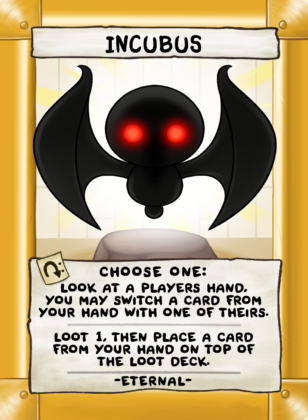 INCUBUS
CHOOSE ONE:
LOOK AT A PLAYERS HAND,
YOU MAY SWITCH A CARD FROM
YOUR HAND WITH ONE OF THEIRS.
LOOT 1, THEN PLACE A CARD
FROM YOUR HAND ON TOP OF
THE LOOT DECK.
-ETERNAL-